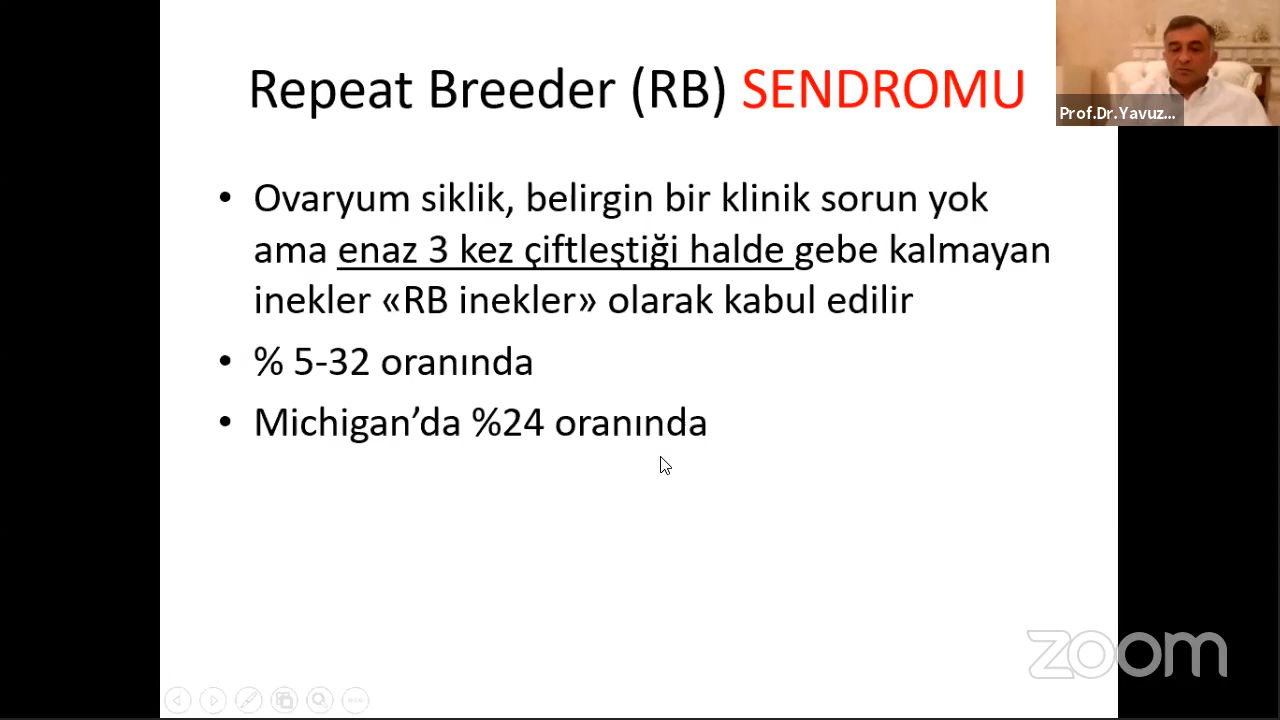 Repeat Breeder (RB) SENDROMU
Prof.Dr.Yavuz...
• Ovaryum siklik, belirgin bir klinik sorun yok
ama enaz 3 kez çiftleştiği halde gebe kalmayan
inekler «RB inekler» olarak kabul edilir
• % 5-32 oranında
• Michigan’da %24 oranında
zoom